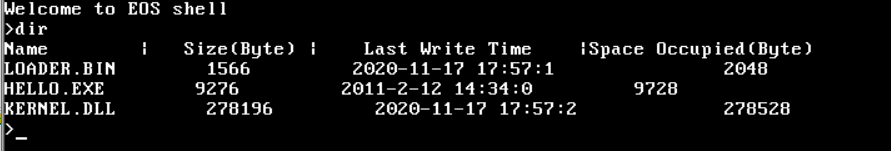 Welcome to EOS shell
>dir
Name | Size(Byte) | Last Write Time |Space Occupied(Byte)
LOADER.BIN 1566 2020-11-17 17:57:1 2048
HELLO.EXE 9276 2011-2-12 14:34:0 9728
KERNEL.DLL 278196 2020-11-17 17:57:2 278528
>_